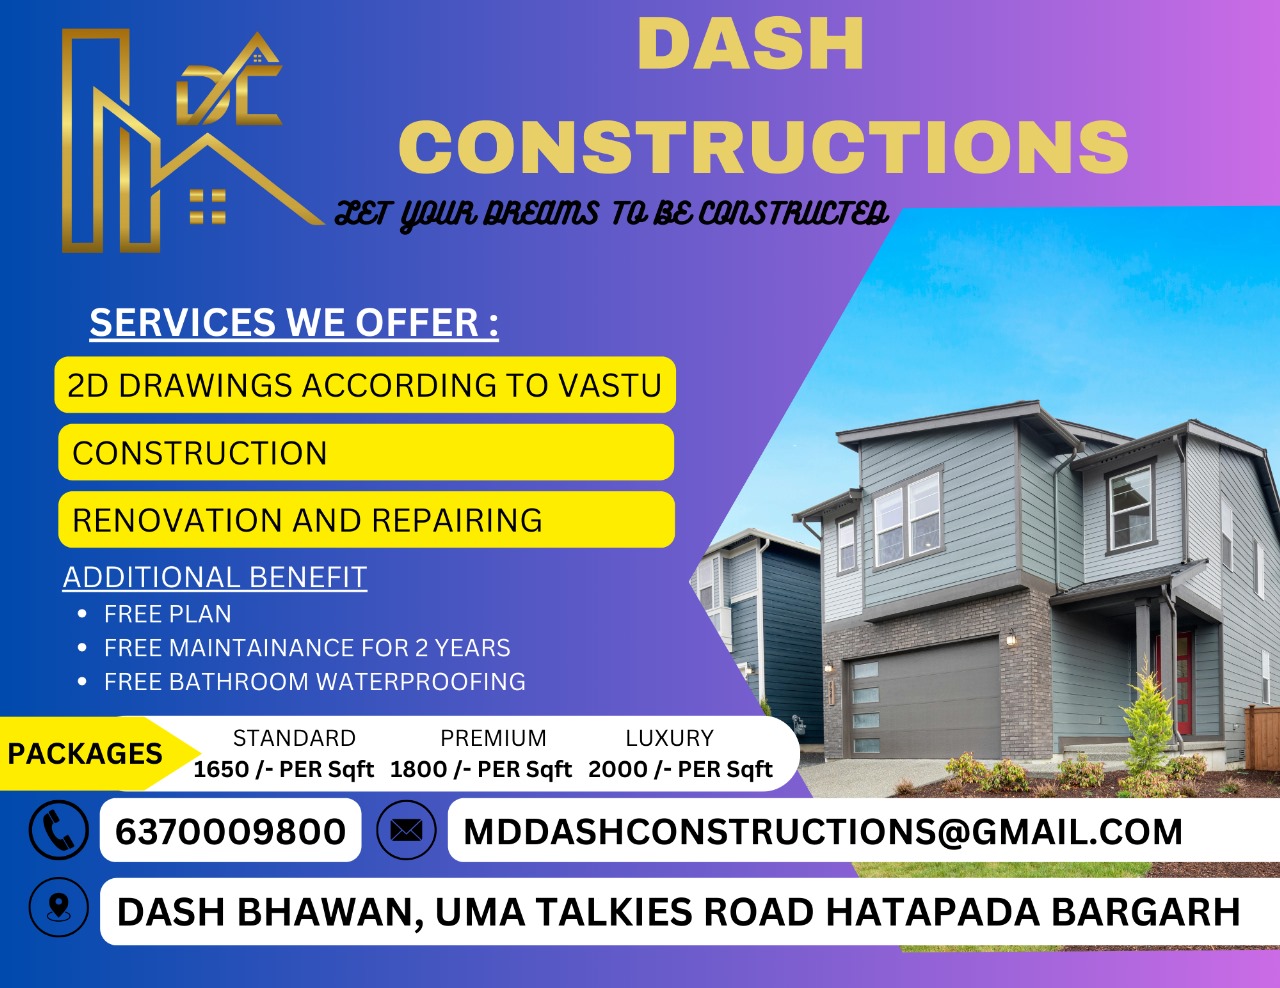 DC
DASH
CONSTRUCTIONS
LET YOUR DREAMS TO BE CONSTRUCTED
SERVICES WE OFFER :
2D DRAWINGS ACCORDING TO VASTU
CONSTRUCTION
RENOVATION AND REPAIRING
ADDITIONAL BENEFIT
• FREE PLAN
• FREE MAINTAINANCE FOR 2 YEARS
• FREE BATHROOM WATERPROOFING
PACKAGES
STANDARD PREMIUM LUXURY
1650 /- PER Sqft 1800 /- PER Sqft 2000 /- PER Sqft
6370009800 MDDASHCONSTRUCTIONS@GMAIL.COM
DASH BHAWAN, UMA TALKIES ROAD HATAPADA BARGARH